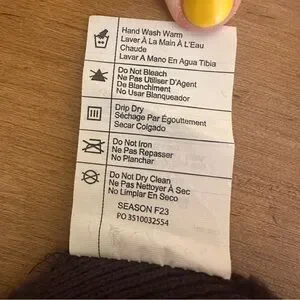 Hand Wash Warm
Laver À La Main À L'Eau
Chaude
Lavar A Mano En Agua Tibia
Do Not Bleach
Ne Pas Utiliser D'Agent
De Blanchiment
No Usar Blanqueador
Drip Dry
Séchage Par Égouttement
Secar Colgado
Do Not Iron
Ne Pas Repasser
No Planchar
Do Not Dry Clean
Ne Pas Nettoyer À Sec
No Limpiar En Seco
SEASON F23
PO 3510032554